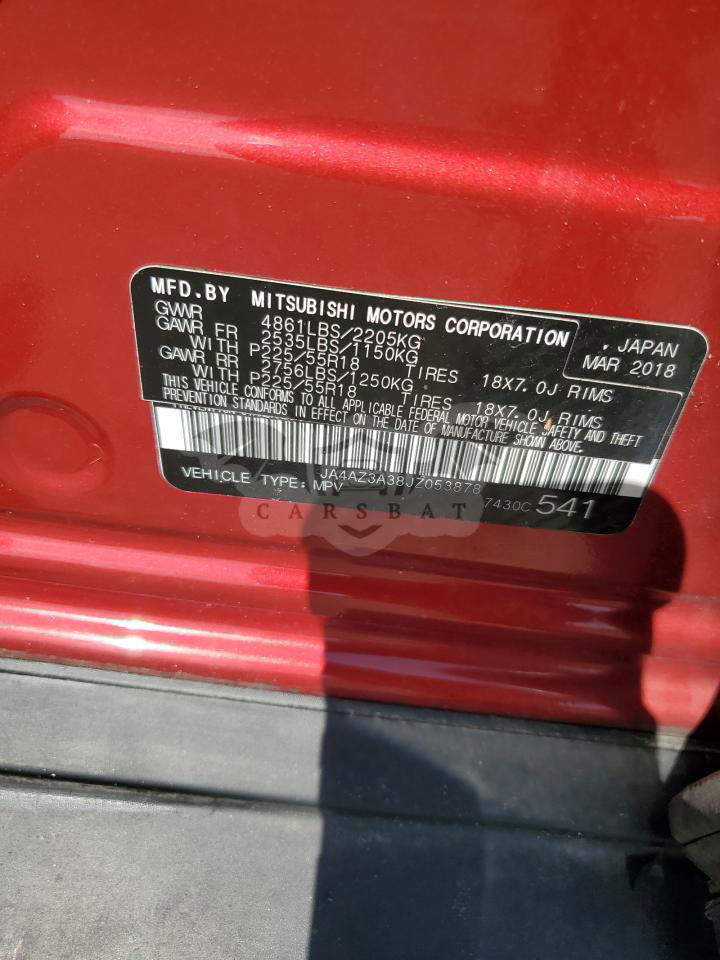 MFD.BY MITSUBISHI MOTORS CORPORATION
. JAPAN
MAR 2018
GVWR 4861LBS/2205KG
GAWR FR 2535LBS/1150KG
WITH P225/55R18 TIRES 18X7.0J RIMS
GAWR RR 2756LBS/1250KG
WITH P225/55R18 TIRES 18X7.0J RIMS
THIS VEHICLE CONFORMS TO ALL APPLICABLE FEDERAL MOTOR VEHICLE SAFETY AND THEFT
PREVENTION STANDARDS IN EFFECT ON THE DATE OF MANUFACTURE SHOWN ABOVE.
JA4AZ3A38JZ053878
VEHICLE TYPE: MPV
7430C 541
CARSBAT